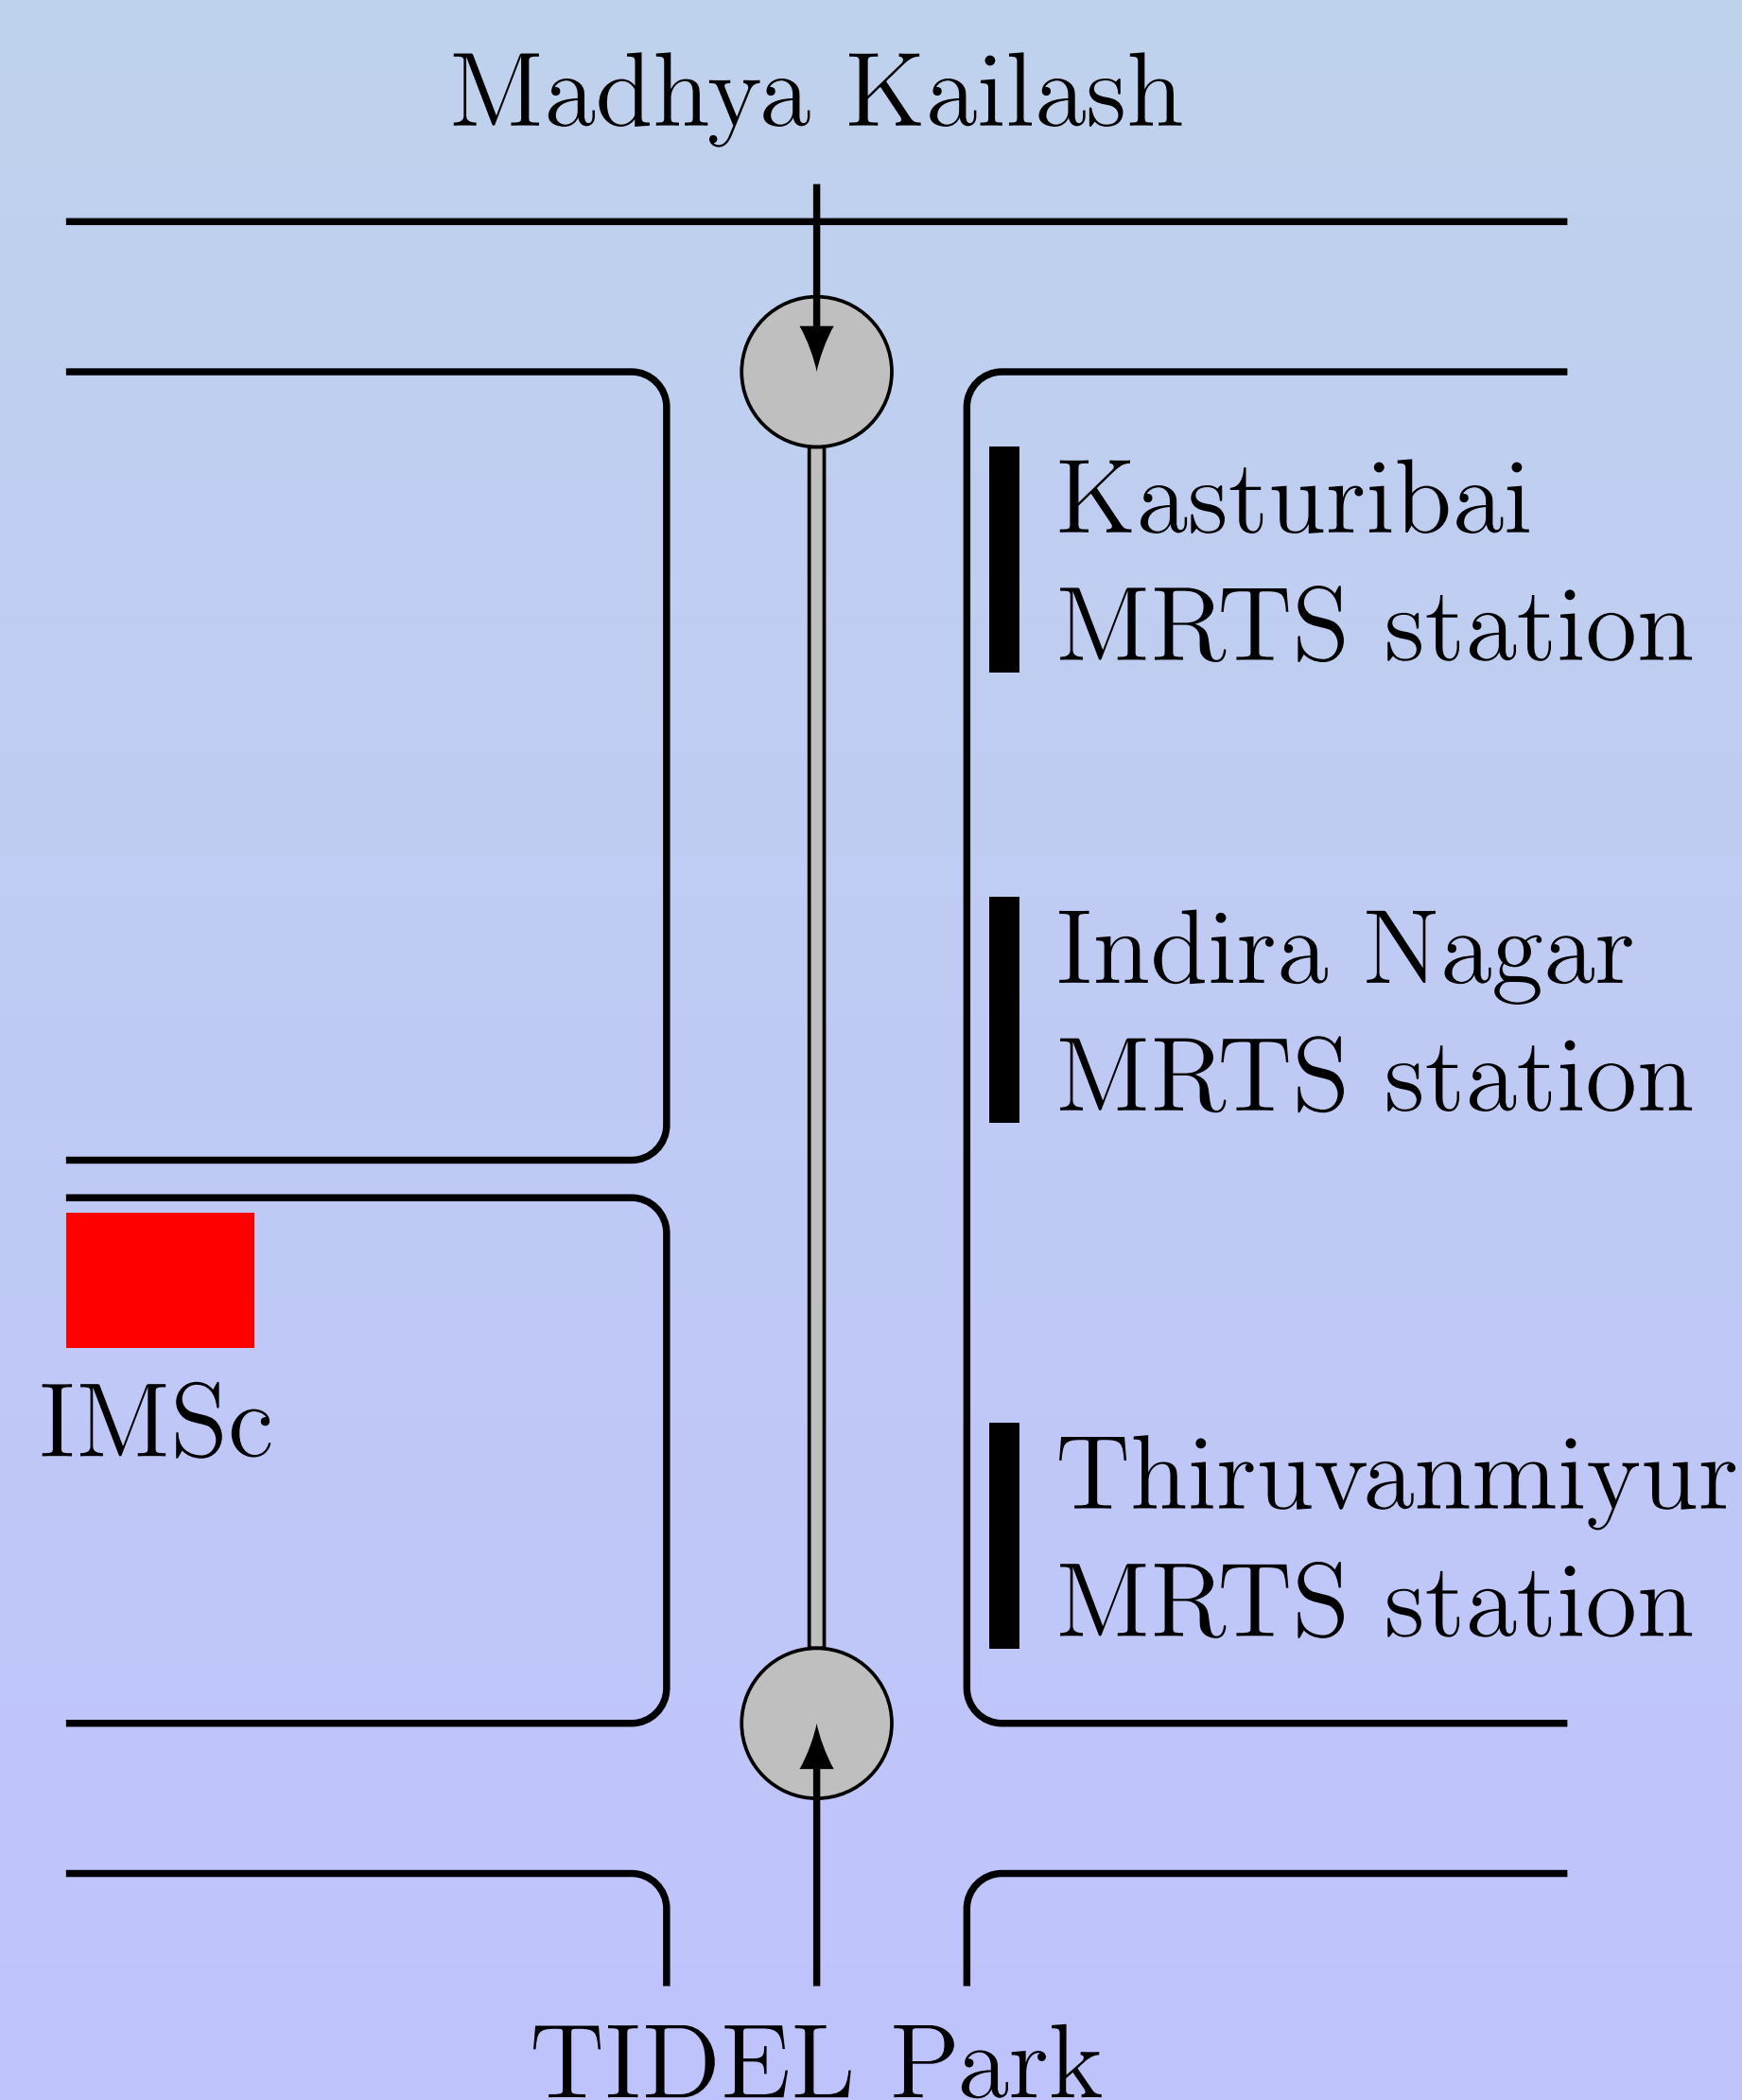 Madhya Kailash
Kasturibai
MRTS station
Indira Nagar
MRTS station
IMSc
Thiruvanmiyur
MRTS station
TIDEL Park